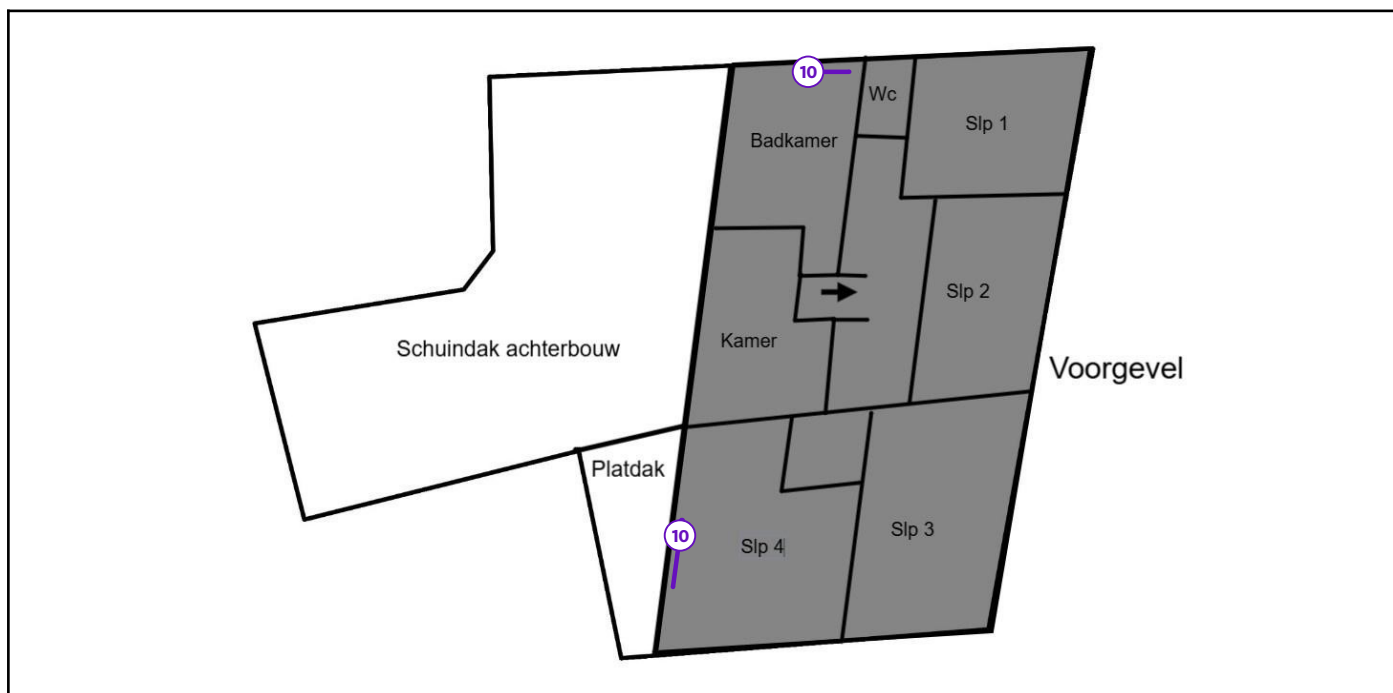 10
Wc
Slp 1
Badkamer
Slp 2
Kamer
Schuindak achterbouw
Voorgevel
Platdak
10
Slp 4
Slp 3